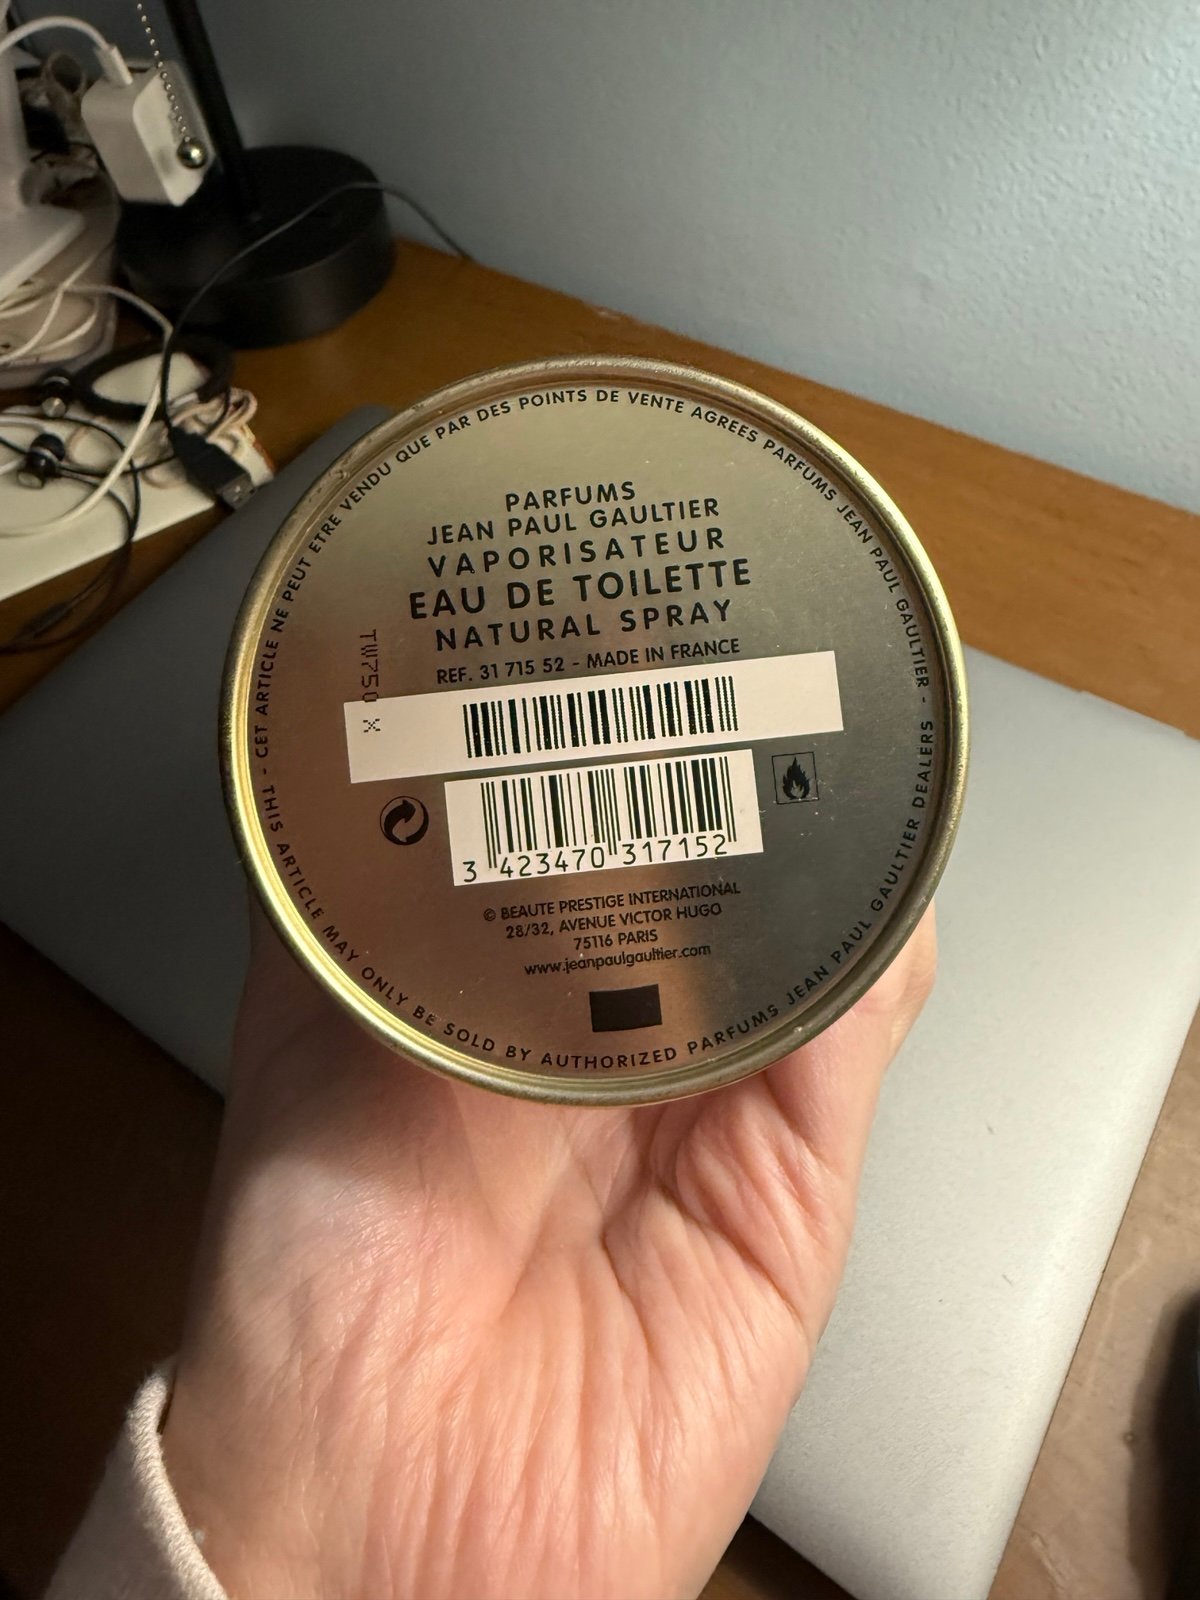 CET ARTICLE NE PEUT ETRE VENDU QUE PAR DES POINTS DE VENTE AGREES PARFUMS JEAN PAUL GAULTIER -
PARFUMS
JEAN PAUL GAULTIER
VAPORISATEUR
EAU DE TOILETTE
NATURAL SPRAY
REF. 31 715 52 - MADE IN FRANCE
TW750 X
3 423470 317152
© BEAUTE PRESTIGE INTERNATIONAL
28/32, AVENUE VICTOR HUGO
75116 PARIS
www.jeanpaulgaultier.com
THIS ARTICLE MAY ONLY BE SOLD BY AUTHORIZED PARFUMS JEAN PAUL GAULTIER DEALERS -